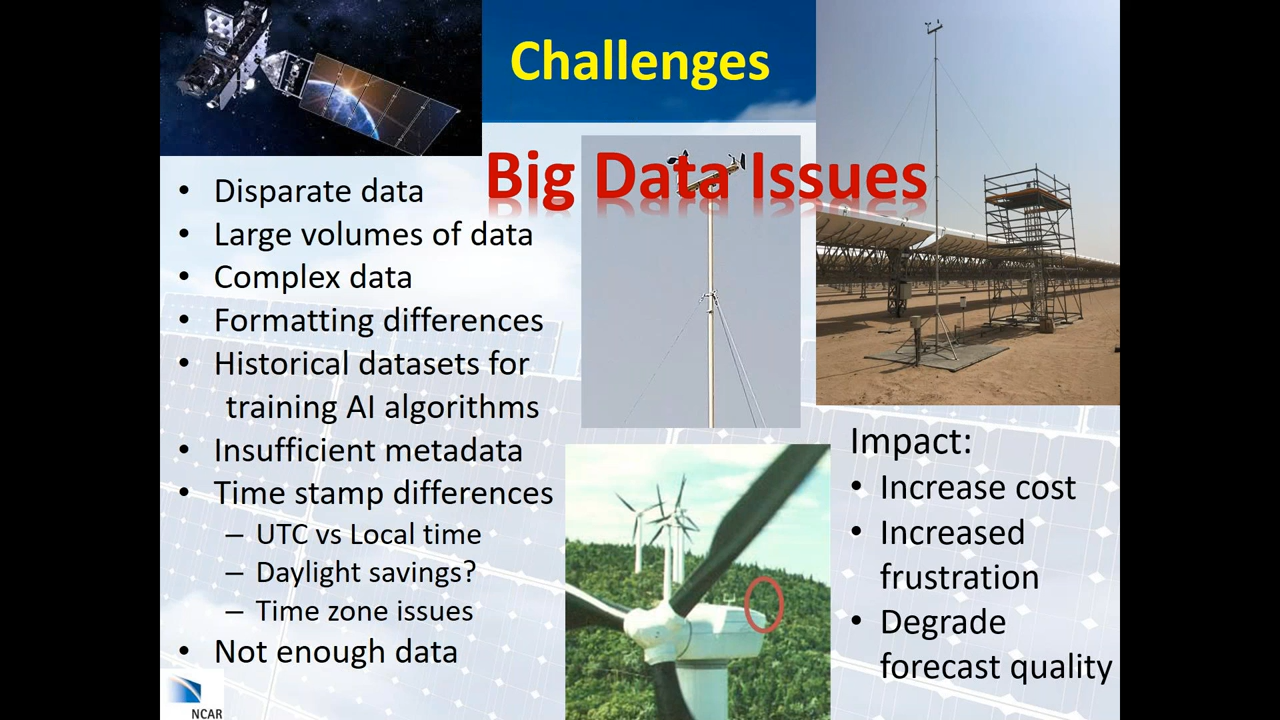 Challenges
Big Data Issues
• Disparate data
• Large volumes of data
• Complex data
• Formatting differences
• Historical datasets for
training AI algorithms
• Insufficient metadata
• Time stamp differences
– UTC vs Local time
– Daylight savings?
– Time zone issues
• Not enough data
Impact:
• Increase cost
• Increased
frustration
• Degrade
forecast quality
NCAR